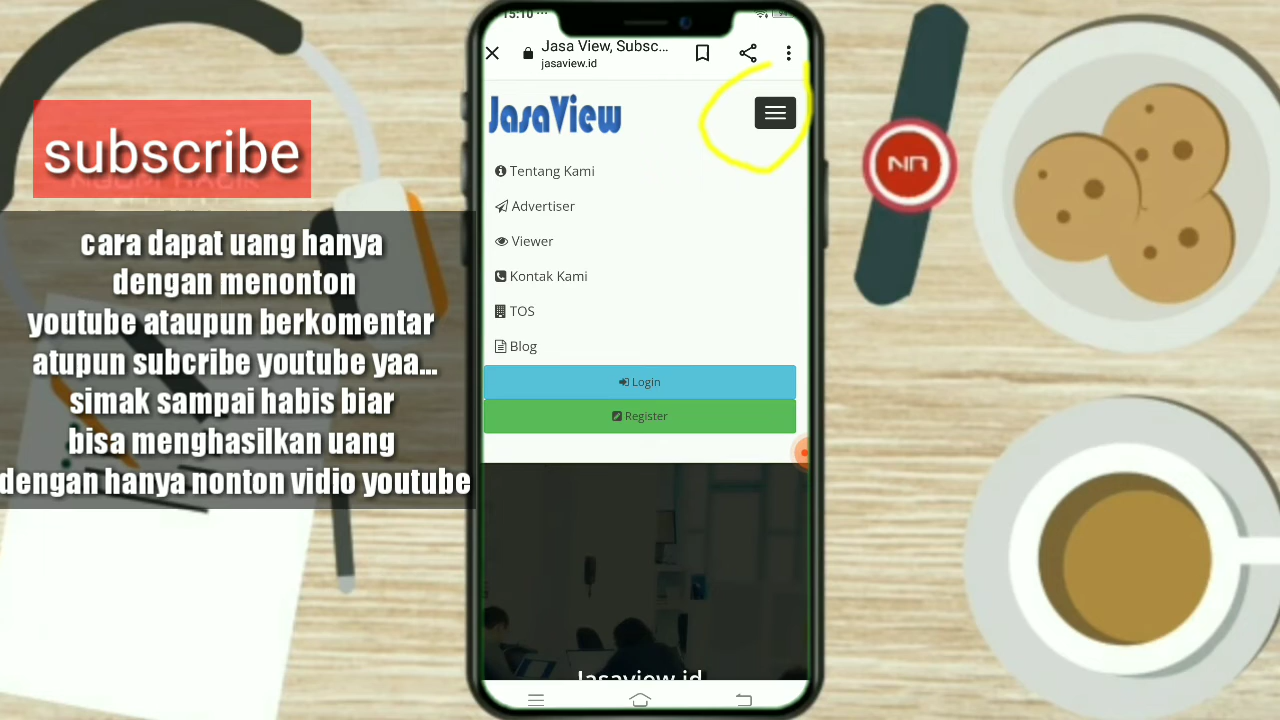 subscribe
cara dapat uang hanya
dengan menonton
youtube ataupun berkomentar
atupun subcribe youtube yaa...
simak sampai habis biar
bisa menghasilkan uang
dengan hanya nonton vidio youtube
15:10
Jasa View, Subsc...
jasaview.id
JasaView
Tentang Kami
Advertiser
Viewer
Kontak Kami
TOS
Blog
Login
Register
Jasaview.id